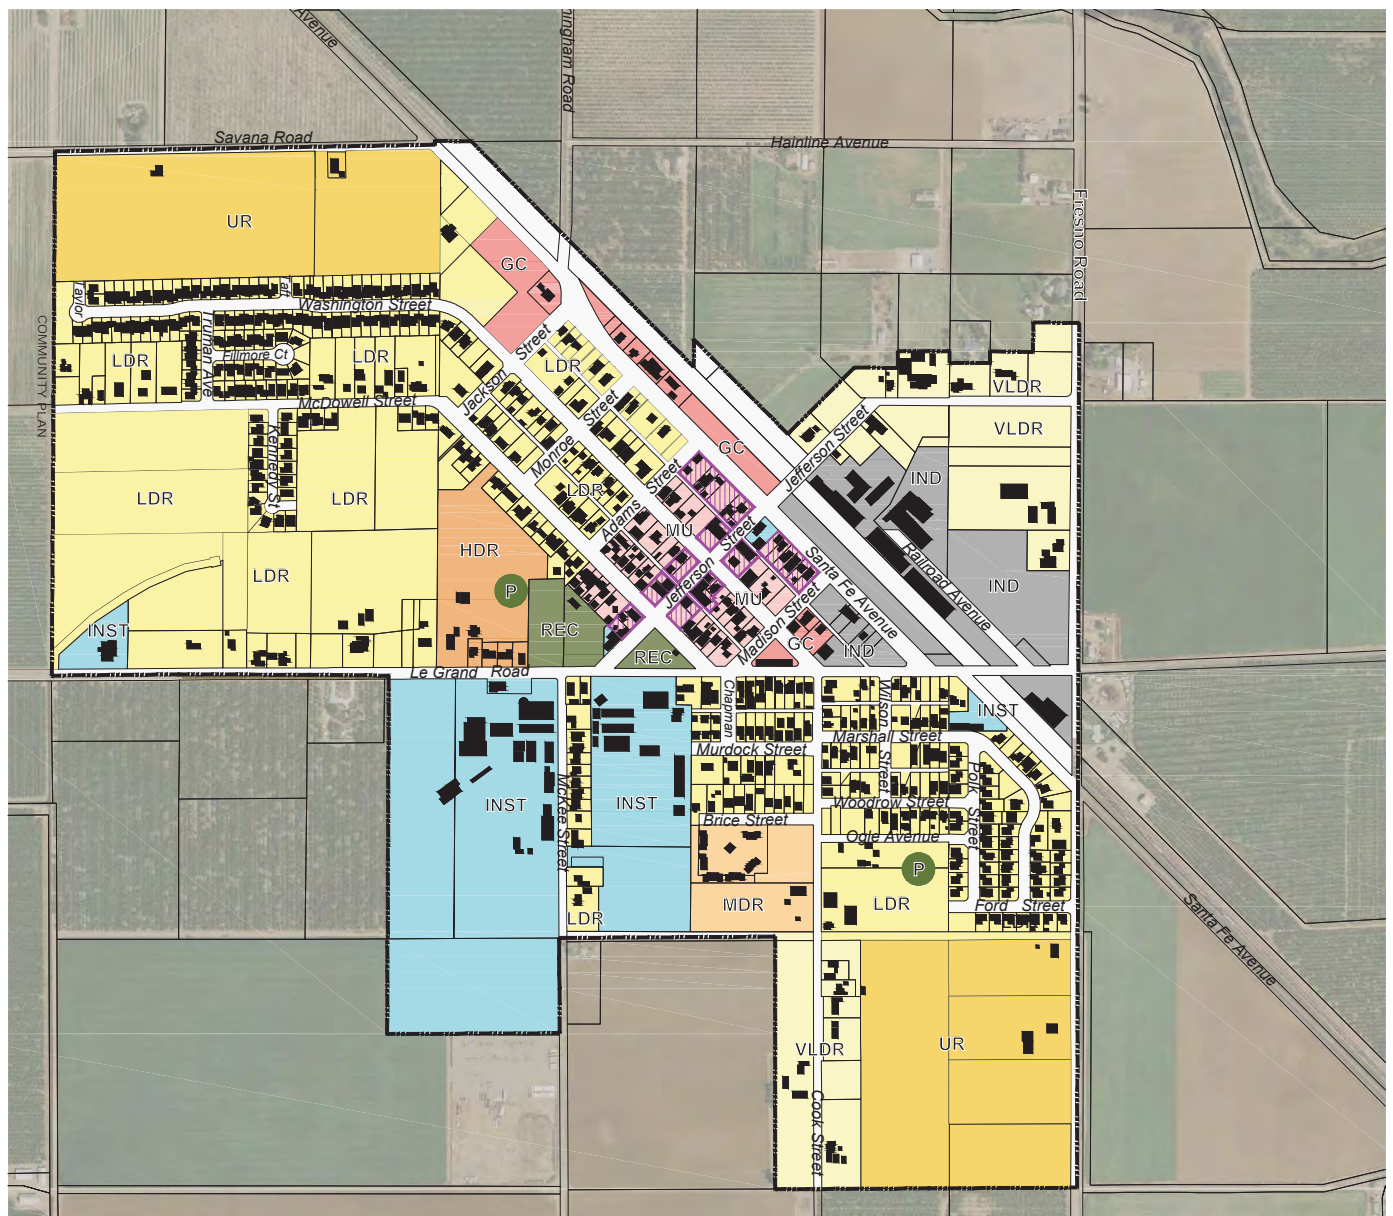 Avenue
ningham Road
Savana Road
Hainline Avenue
Fresno Road
UR
GC
Taylor
Taft
Washington Street
Truman Ave
Fillmore Ct
LDR
LDR
COMMUNITY PLAN
Street
LDR
VLDR
McDowell Street
Jackson
Street
VLDR
Kennedy St
Monroe
GC
Jefferson Street
LDR
LDR
LDR
Street
IND
Adams
MU
Street
HDR
Santa Fe Avenue
Railroad Avenue
LDR
Jefferson
IND
P
MU
Madison Street
INST
REC
REC
GC
IND
Le Grand Road
Chapman
Wilson
Street
INST
Murdock Street
Marshall Street
Polk Street
McKee Street
INST
INST
Woodrow Street
Brice Street
Ogle Avenue
P
LDR
MDR
LDR
Ford Street
LDR
Santa Fe Avenue
VLDR
UR
Cook Street